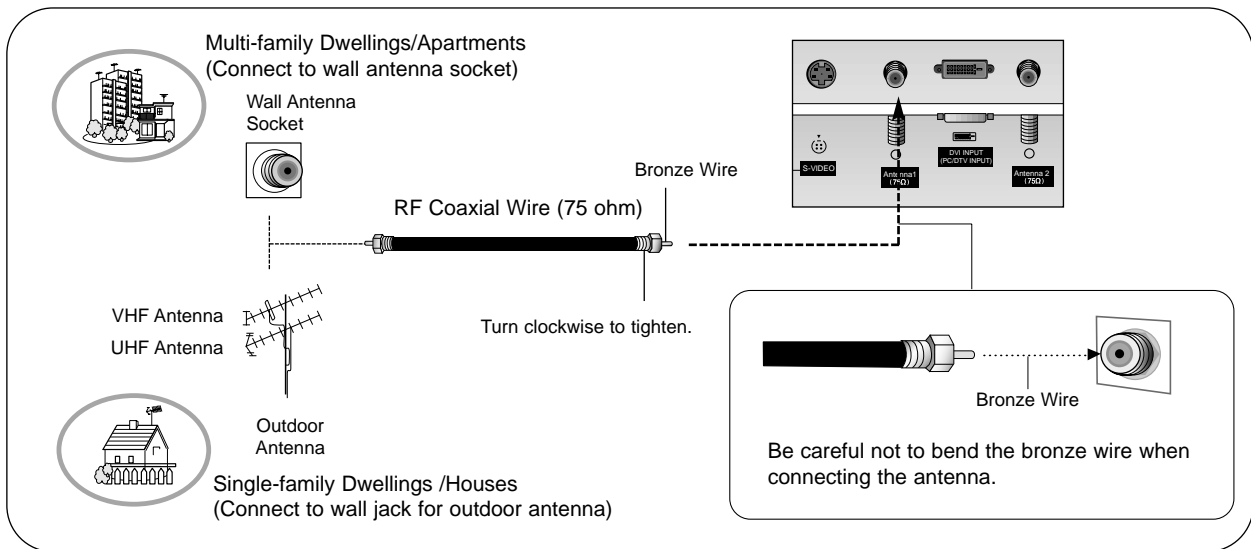 Multi-family Dwellings/Apartments
(Connect to wall antenna socket)
Wall Antenna
Socket
Bronze Wire
RF Coaxial Wire (75 ohm)
S-VIDEO
Antenna1
(75Ω)
DVI INPUT
(PC/DTV INPUT)
Antenna 2
(75Ω)
VHF Antenna
UHF Antenna
Turn clockwise to tighten.
Outdoor
Antenna
Single-family Dwellings /Houses
(Connect to wall jack for outdoor antenna)
Bronze Wire
Be careful not to bend the bronze wire when
connecting the antenna.